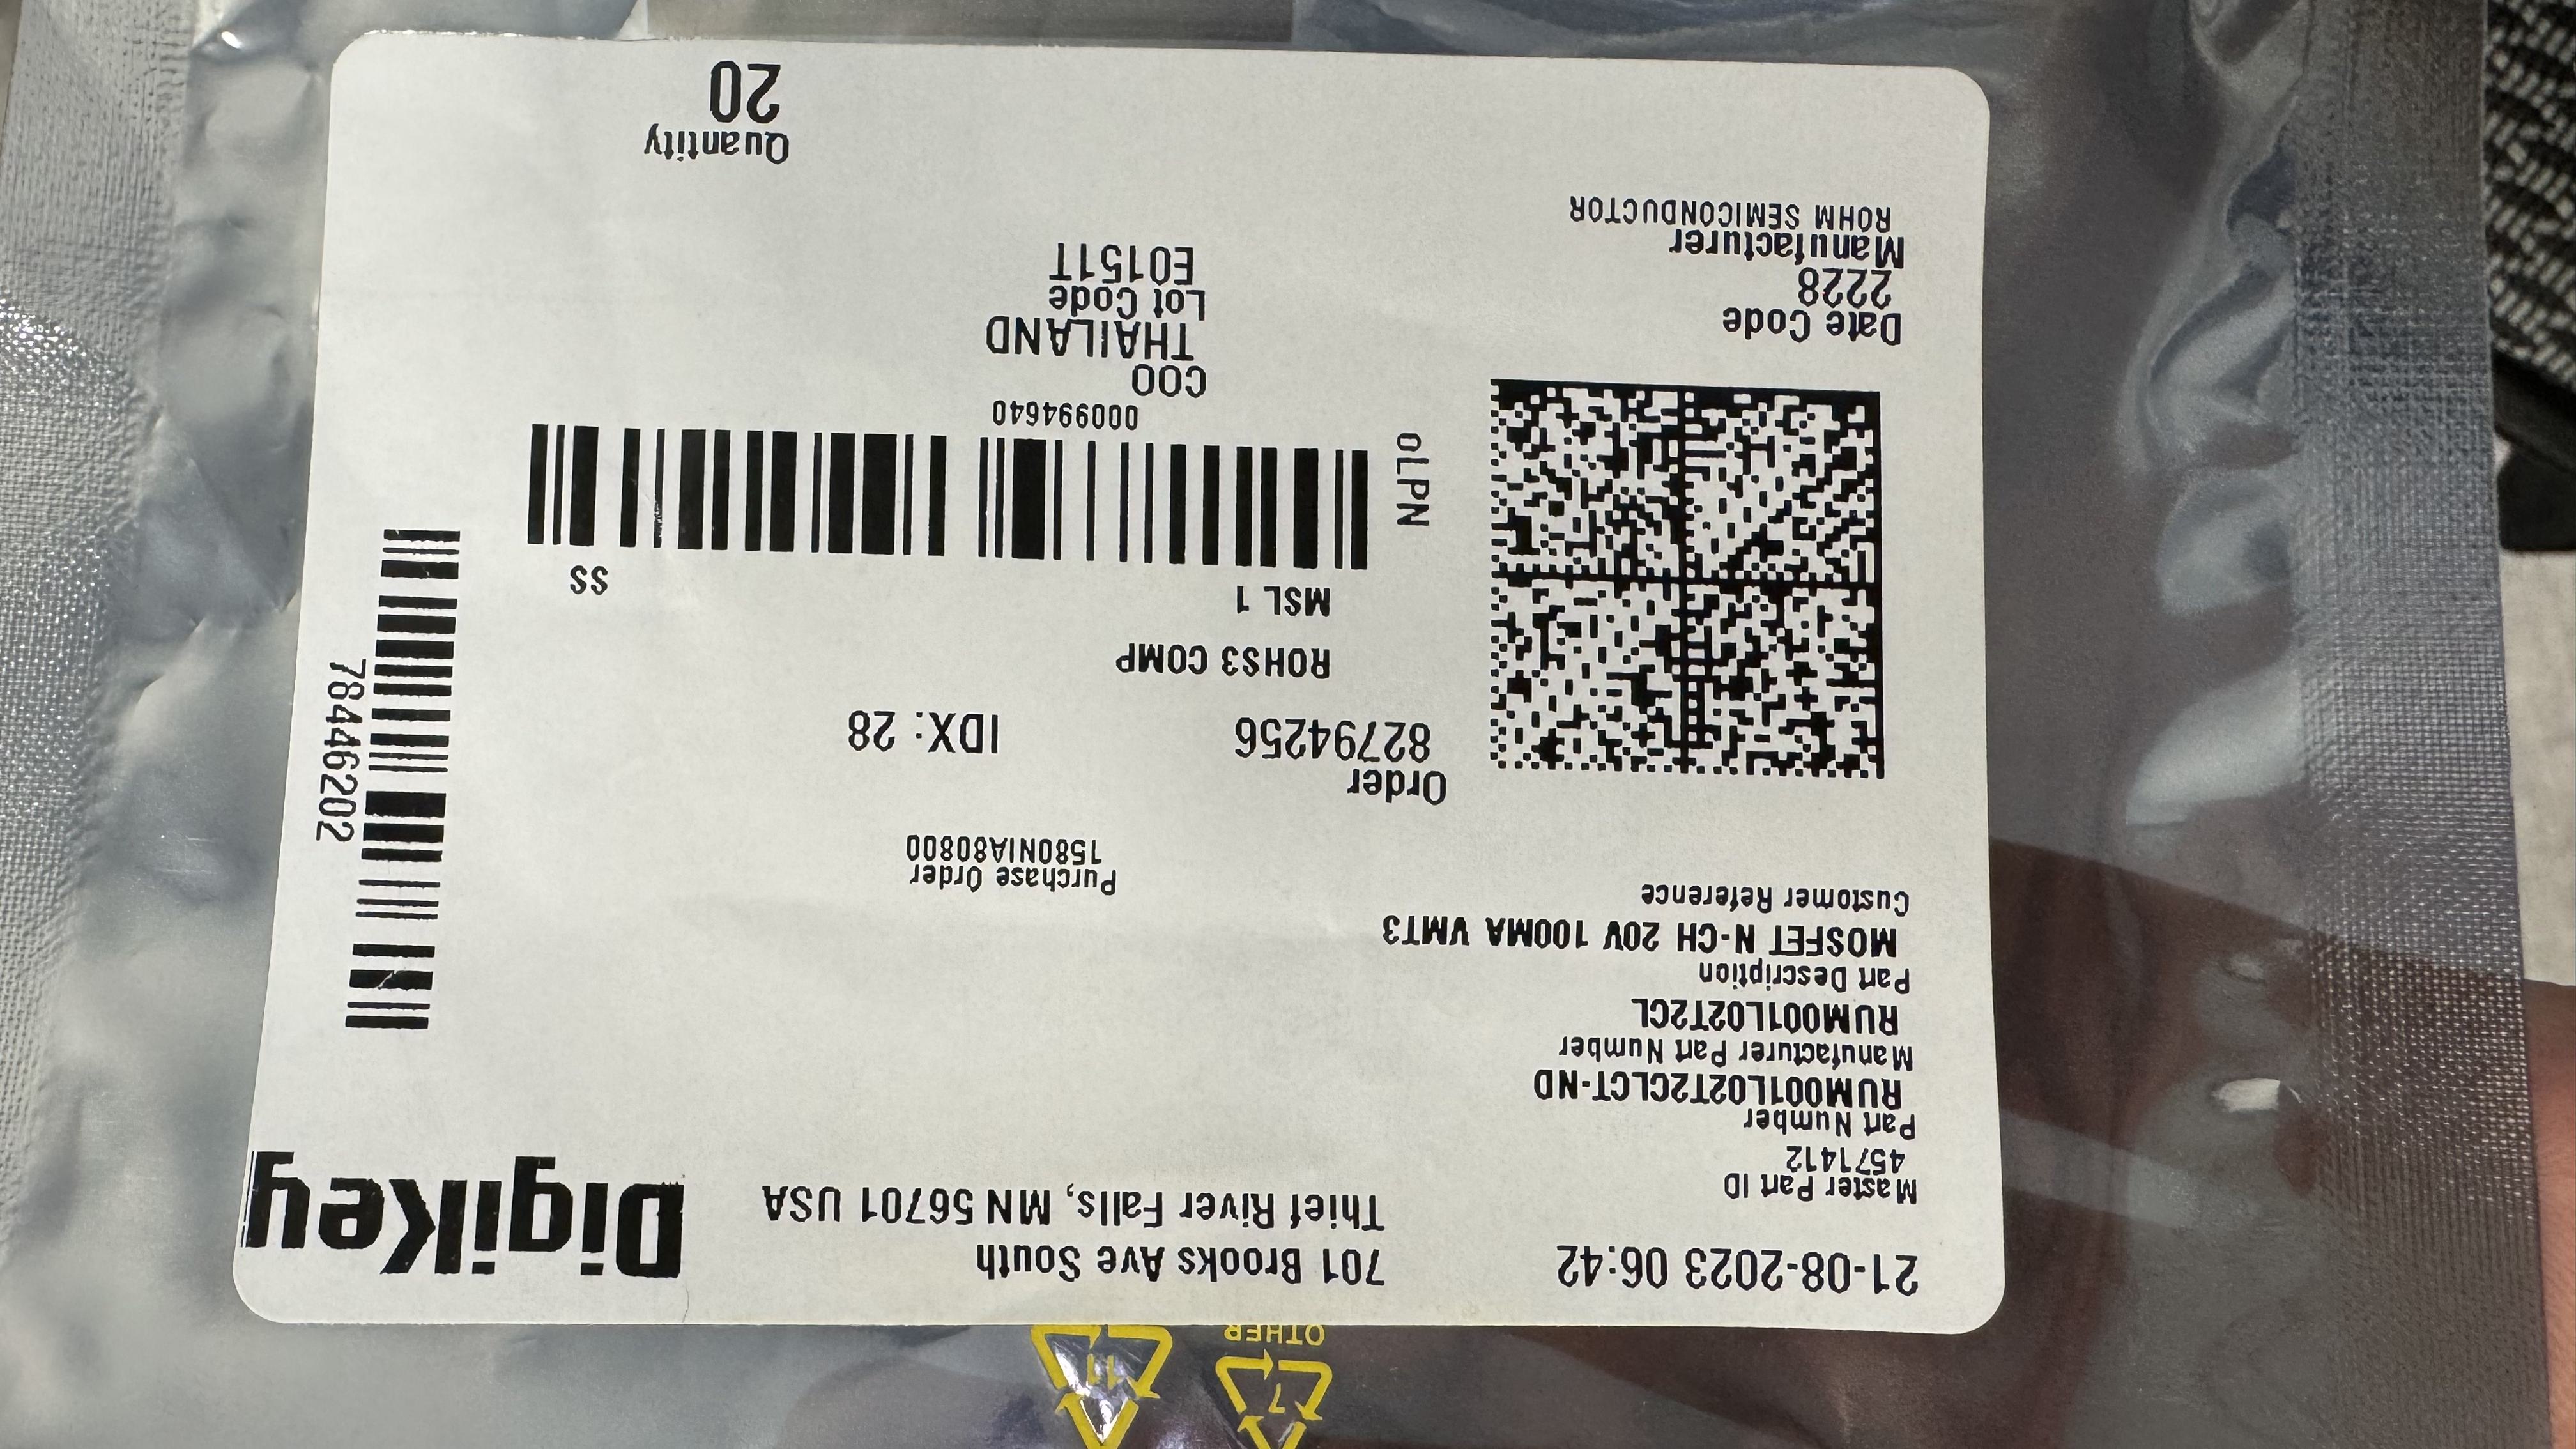 21-08-2023 06:42
701 Brooks Ave South
Thief River Falls, MN 56701 USA
DigiKey
Master Part ID
4571412
Part Number
RUM001L02T2CLCT-ND
Manufacturer Part Number
RUM001L02T2CL
Part Description
MOSFET N-CH 20V 100MA VMT3
Customer Reference
Purchase Order
1580NIA80800
Order
82794256
IDX: 28
78446202
ROHS3 COMP
MSL 1
SS
oLPN
000994640
COO
THAILAND
Lot Code
E0151T
Date Code
2228
Manufacturer
ROHM SEMICONDUCTOR
Quantity
20
7
OTHER
11